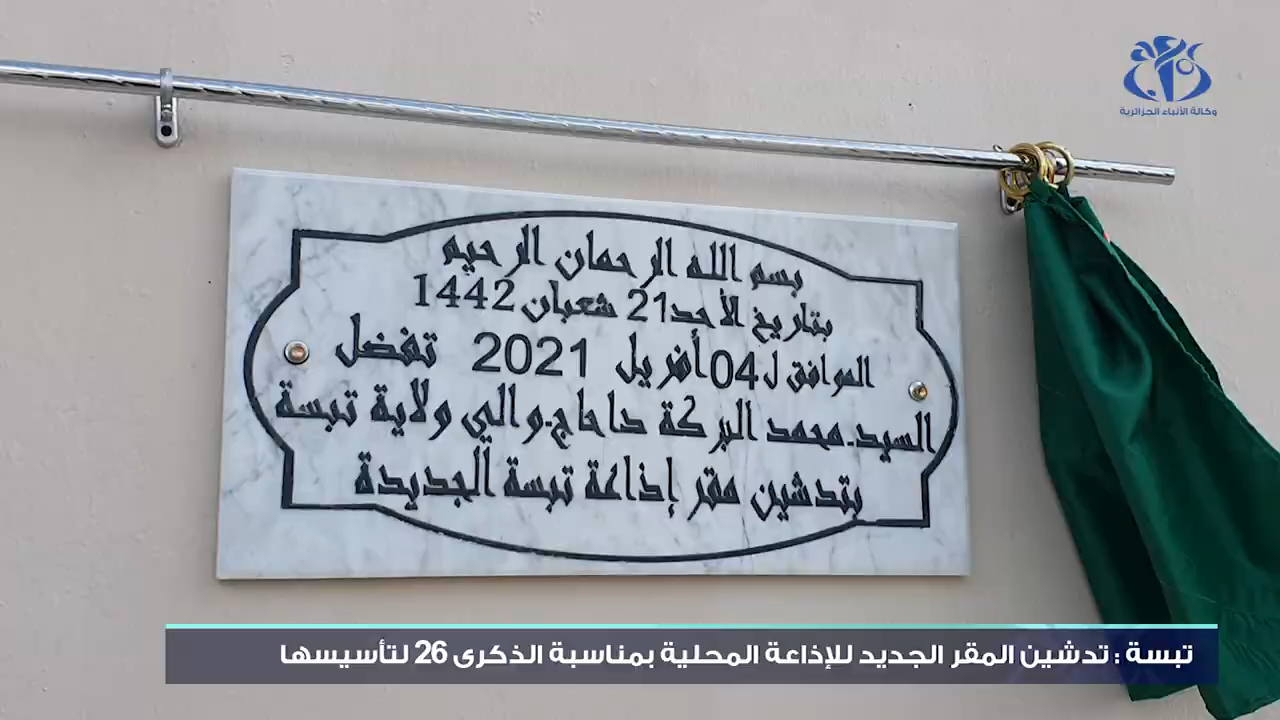 وكالة الأنباء الجزائرية
بسم الله الرحمان الرحيم
بتاريخ الأحد21 شعبان 1442
الموافق ل04أفريل 2021 تفضل
السيد.محمد البركة داحاج.والي ولاية تبسة
بتدشين مقر إذاعة تبسة الجديدة
تبسة : تدشين المقر الجديد للإذاعة المحلية بمناسبة الذكرى 26 لتأسيسها